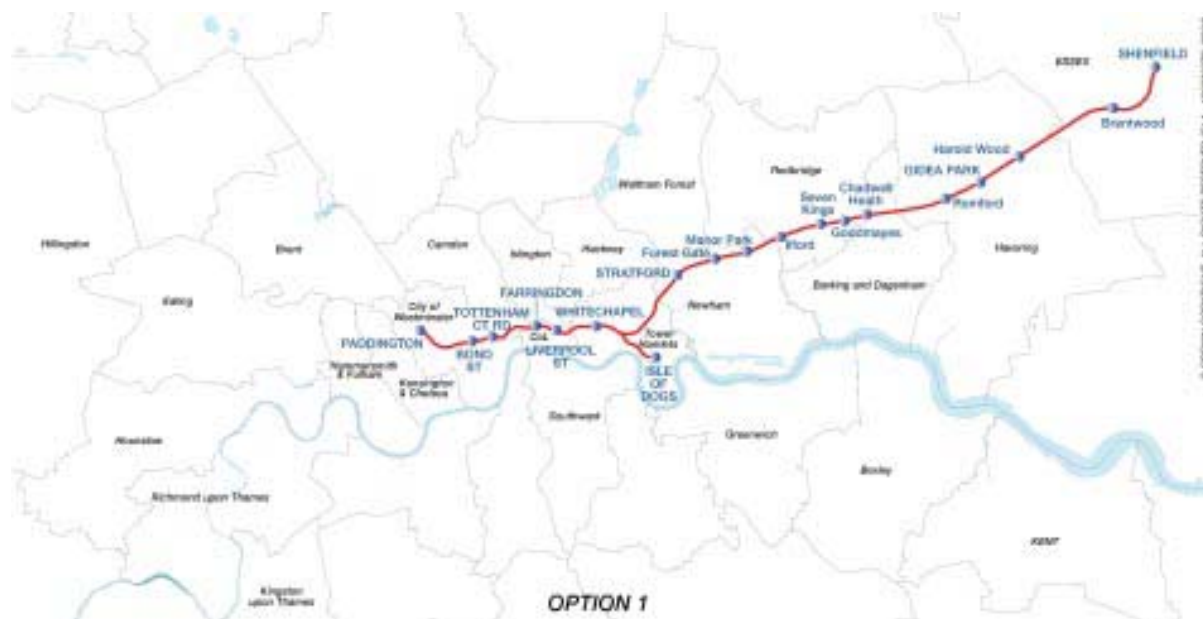 SHENFIELD
ESSEX
Brentwood
Harold Wood
GIDEA PARK
Romford
Redbridge
Chadwell
Heath
Seven
Kings
Goodmayes
Ilford
Waltham Forest
Manor Park
Forest Gate
STRATFORD
Havering
Barking and Dagenham
Newham
Hillingdon
Brent
Camden
Islington
Hackney
Ealing
City of
Westminster
FARRINGDON
TOTTENHAM
CT RD
WHITECHAPEL
PADDINGTON
BOND
ST
CoL
LIVERPOOL
ST
Tower
Hamlets
ISLE
OF
DOGS
Hammersmith
& Fulham
Kensington
& Chelsea
Southwark
Greenwich
Bexley
Hounslow
Richmond upon Thames
KENT
Kingston
upon Thames
OPTION 1